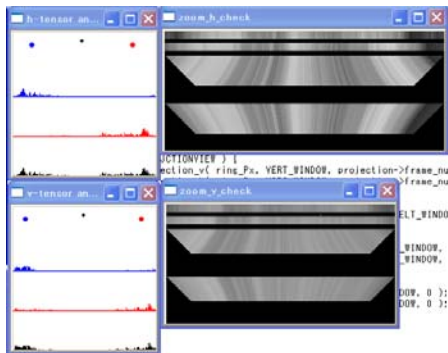 h-tensor an...
zoom_h_check
UCTIONVIEW ) {
ection_v( ring_Px, VERT_WINDOW, projection->frame_nu
>frame_nu
v-tensor an...
zoom_v_check
ELT_WINDO
_WINDOW,
_WINDOW,
DOW, 0 );
DOW, 0 );